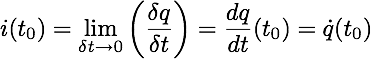 i(t₀) = lim_{δt→0} (δq/δt) = dq/dt (t₀) = q̇(t₀)